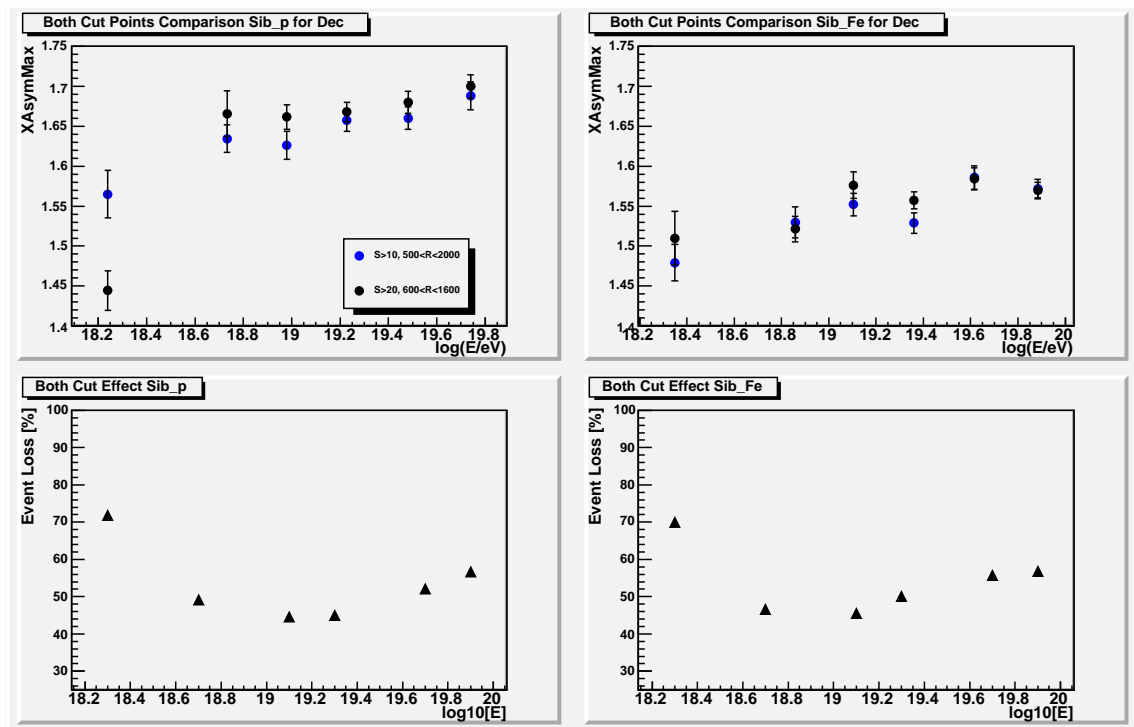 Both Cut Points Comparison Sib_p for Dec
XAsymMax
1.75
1.7
1.65
1.6
1.55
1.5
1.45
1.4
S>10, 500<R<2000
S>20, 600<R<1600
18.2 18.4 18.6 18.8 19 19.2 19.4 19.6 19.8
log(E/eV)
Both Cut Points Comparison Sib_Fe for Dec
XAsymMax
1.75
1.7
1.65
1.6
1.55
1.5
1.45
1.4
18.2 18.4 18.6 18.8 19 19.2 19.4 19.6 19.8 20
log(E/eV)
Both Cut Effect Sib_p
Event Loss [%]
100
90
80
70
60
50
40
30
18.2 18.4 18.6 18.8 19 19.2 19.4 19.6 19.8 20
log10[E]
Both Cut Effect Sib_Fe
Event Loss [%]
100
90
80
70
60
50
40
30
18.2 18.4 18.6 18.8 19 19.2 19.4 19.6 19.8 20
log10[E]